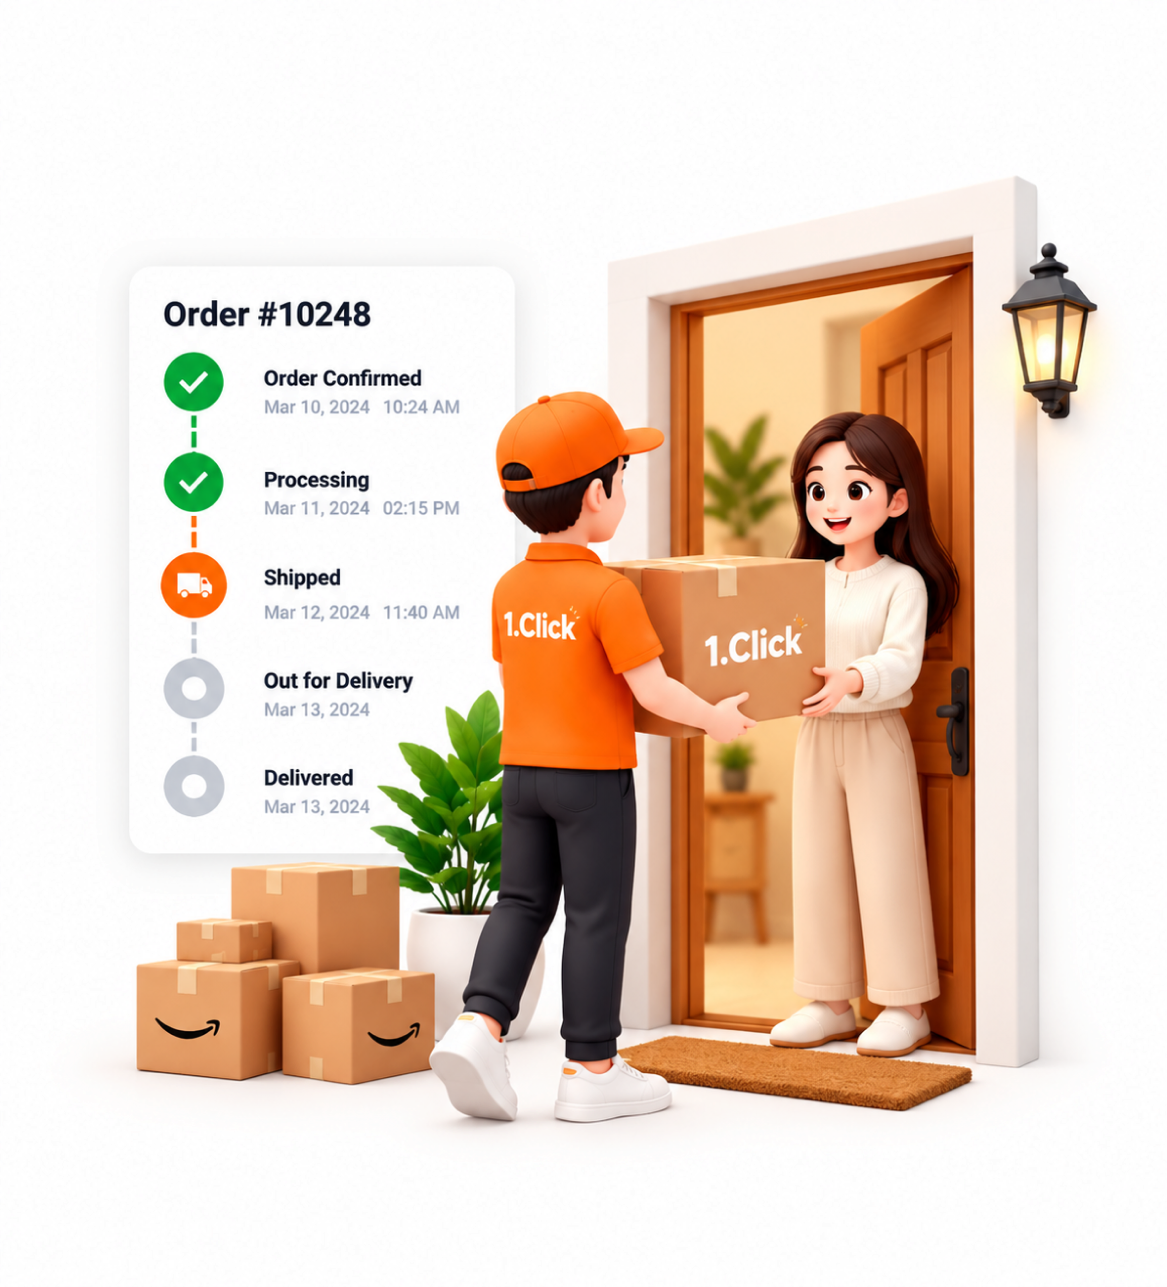 Order #10248
Order Confirmed
Mar 10, 2024 10:24 AM
Processing
Mar 11, 2024 02:15 PM
Shipped
Mar 12, 2024 11:40 AM
Out for Delivery
Mar 13, 2024
Delivered
Mar 13, 2024
1.Click
1.Click